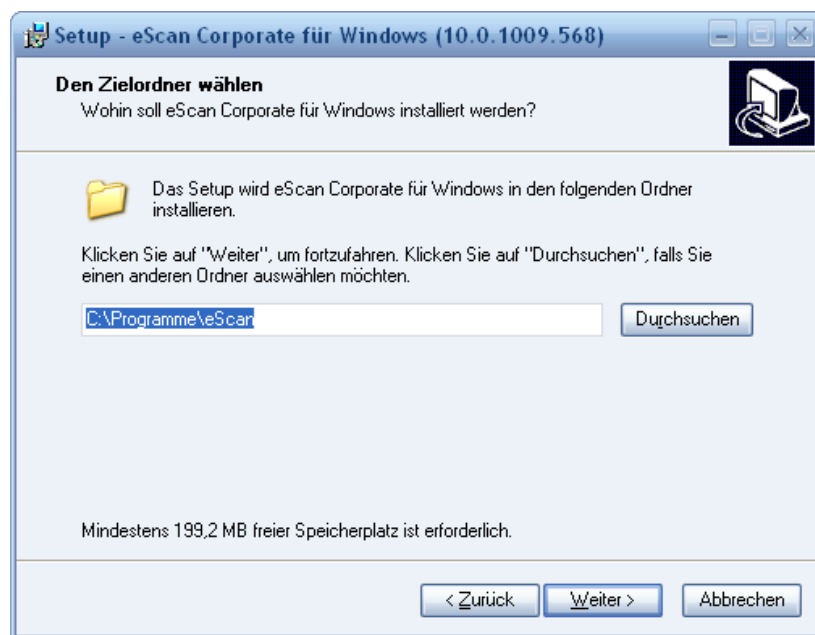 Setup - eScan Corporate für Windows (10.0.1009.568)
Den Zielordner wählen
Wohin soll eScan Corporate für Windows installiert werden?
Das Setup wird eScan Corporate für Windows in den folgenden Ordner
installieren.
Klicken Sie auf "Weiter", um fortzufahren. Klicken Sie auf "Durchsuchen", falls Sie
einen anderen Ordner auswählen möchten.
C:\Programme\eScan
Durchsuchen
Mindestens 199,2 MB freier Speicherplatz ist erforderlich.
< Zurück
Weiter >
Abbrechen